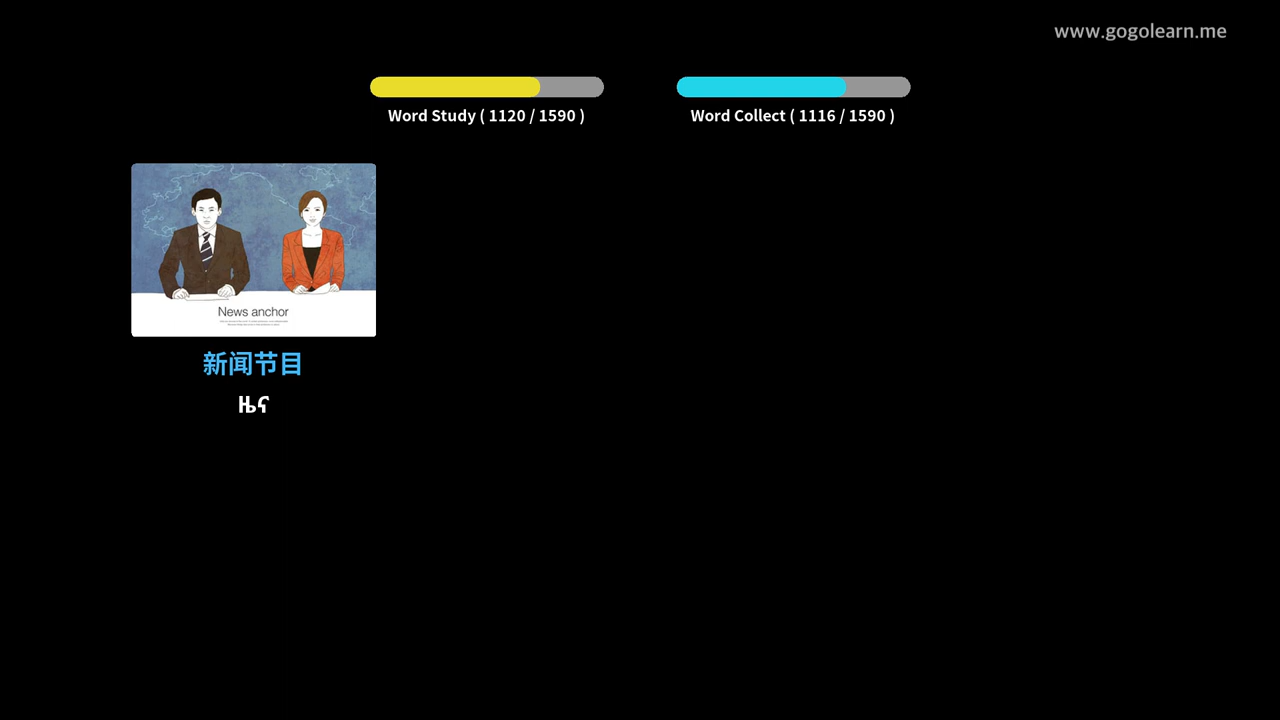 www.gogolearn.me
Word Study ( 1120 / 1590 )
Word Collect ( 1116 / 1590 )
News anchor
新闻节目
ዜና